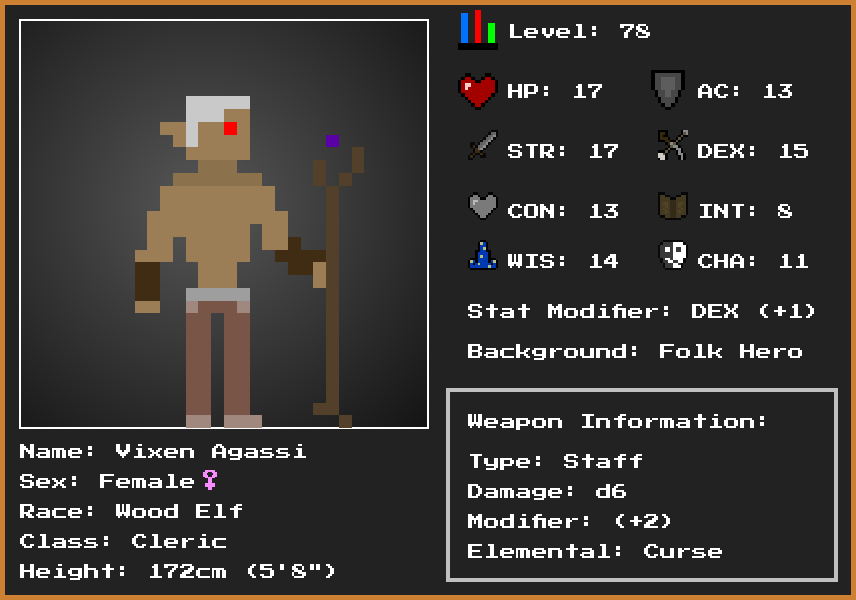 Level: 78
HP: 17
AC: 13
STR: 17
DEX: 15
CON: 13
INT: 8
WIS: 14
CHA: 11
Stat Modifier: DEX (+1)
Background: Folk Hero
Weapon Information:
Type: Staff
Damage: d6
Modifier: (+2)
Elemental: Curse
Name: Vixen Agassi
Sex: Female♀
Race: Wood Elf
Class: Cleric
Height: 172cm (5'8")